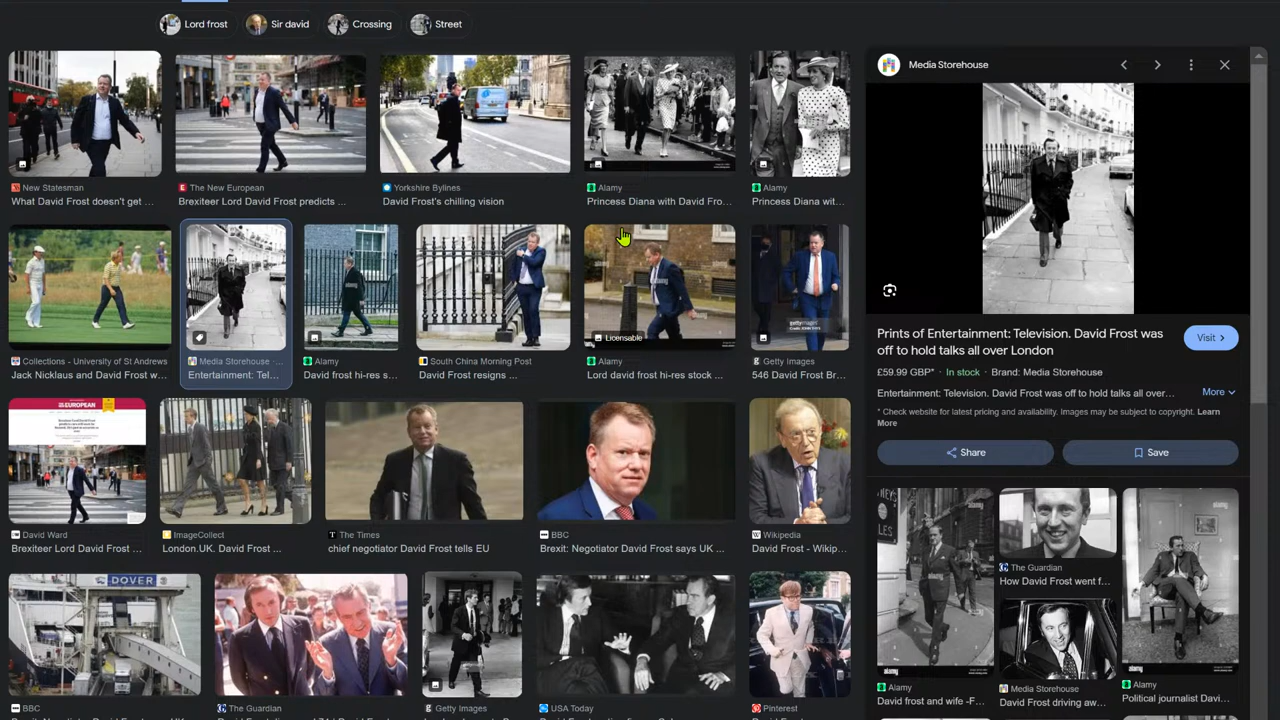 Lord frost
Sir david
Crossing
Street
New Statesman
What David Frost doesn't get ...
The New European
Brexiteer Lord David Frost predicts ...
Yorkshire Bylines
David Frost's chilling vision
Alamy
Princess Diana with David Fro...
Alamy
Princess Diana wit...
Collections - University of St Andrews
Jack Nicklaus and David Frost w...
Media Storehouse ·...
Entertainment: Tel...
Alamy
David frost hi-res s...
South China Morning Post
David Frost resigns ...
Licensable
Alamy
Lord david frost hi-res stock ...
gettyimages
Getty Images
546 David Frost Br...
EUROPEAN
David Ward
Brexiteer Lord David Frost ...
ImageCollect
London.UK. David Frost ...
The Times
chief negotiator David Frost tells EU
BBC
Brexit: Negotiator David Frost says UK ...
Wikipedia
David Frost - Wikip...
DOVER
BBC
The Guardian
Getty Images
USA Today
Pinterest
Media Storehouse
Prints of Entertainment: Television. David Frost was
off to hold talks all over London
Visit
£59.99 GBP* · In stock · Brand: Media Storehouse
Entertainment: Television. David Frost was off to hold talks all over...
More
* Check website for latest pricing and availability. Images may be subject to copyright. Learn
More
Share
Save
alamy
Alamy
David frost and wife -F...
The Guardian
How David Frost went f...
Media Storehouse
David Frost driving aw...
alamy
Alamy
Political journalist Davi...